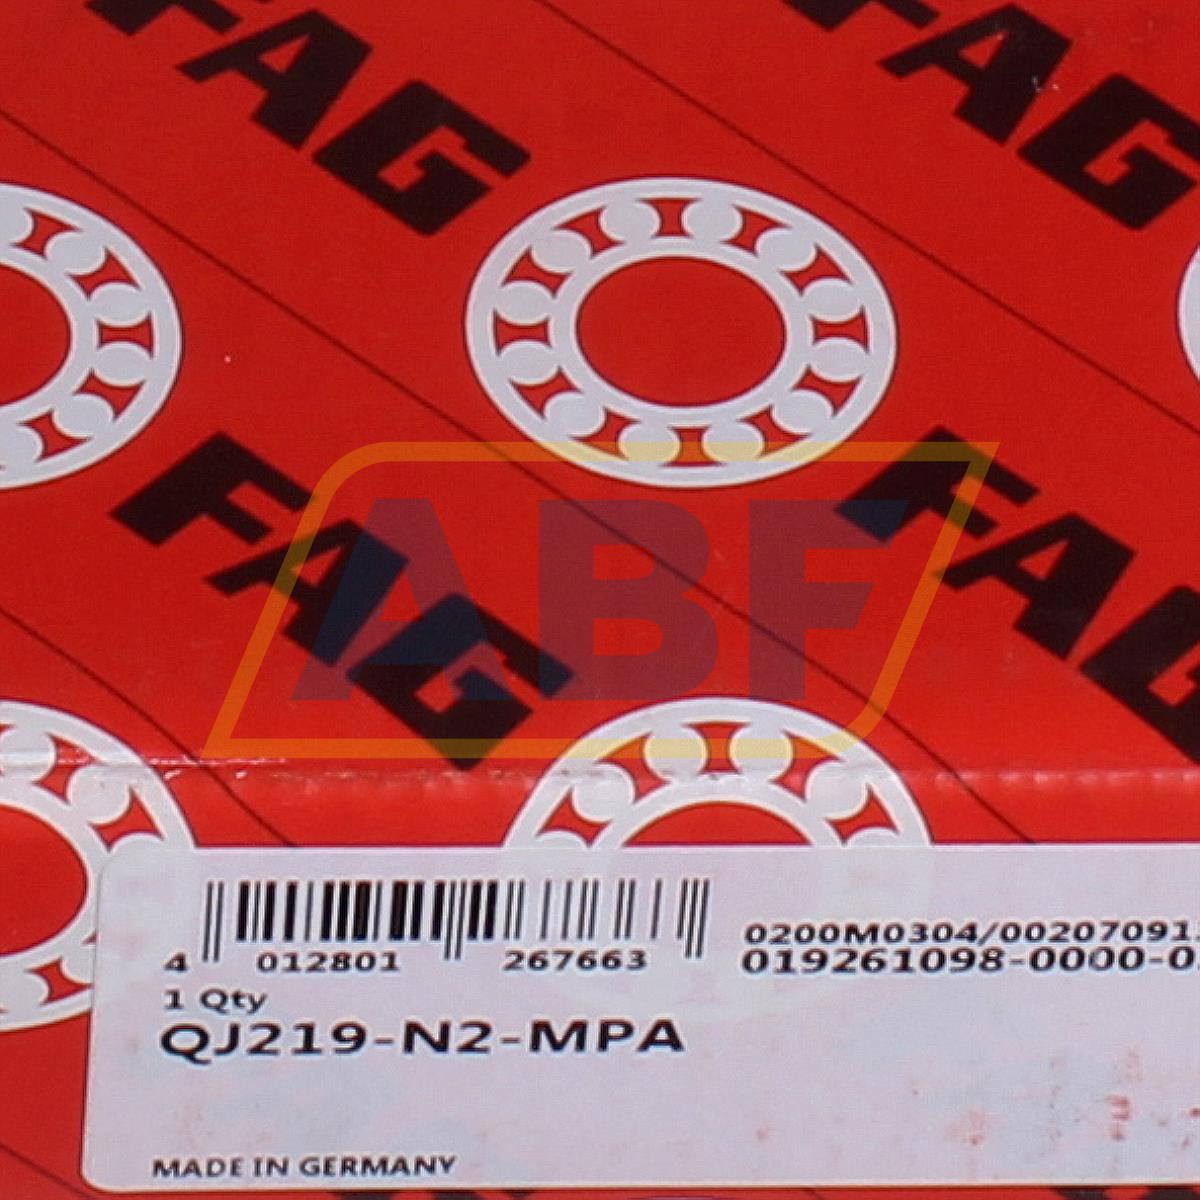 FAG
FAG
FAG
FAG
ABF
4 012801 267663
0200M0304/0020709
019261098-0000-0
1 Qty
QJ219-N2-MPA
MADE IN GERMANY